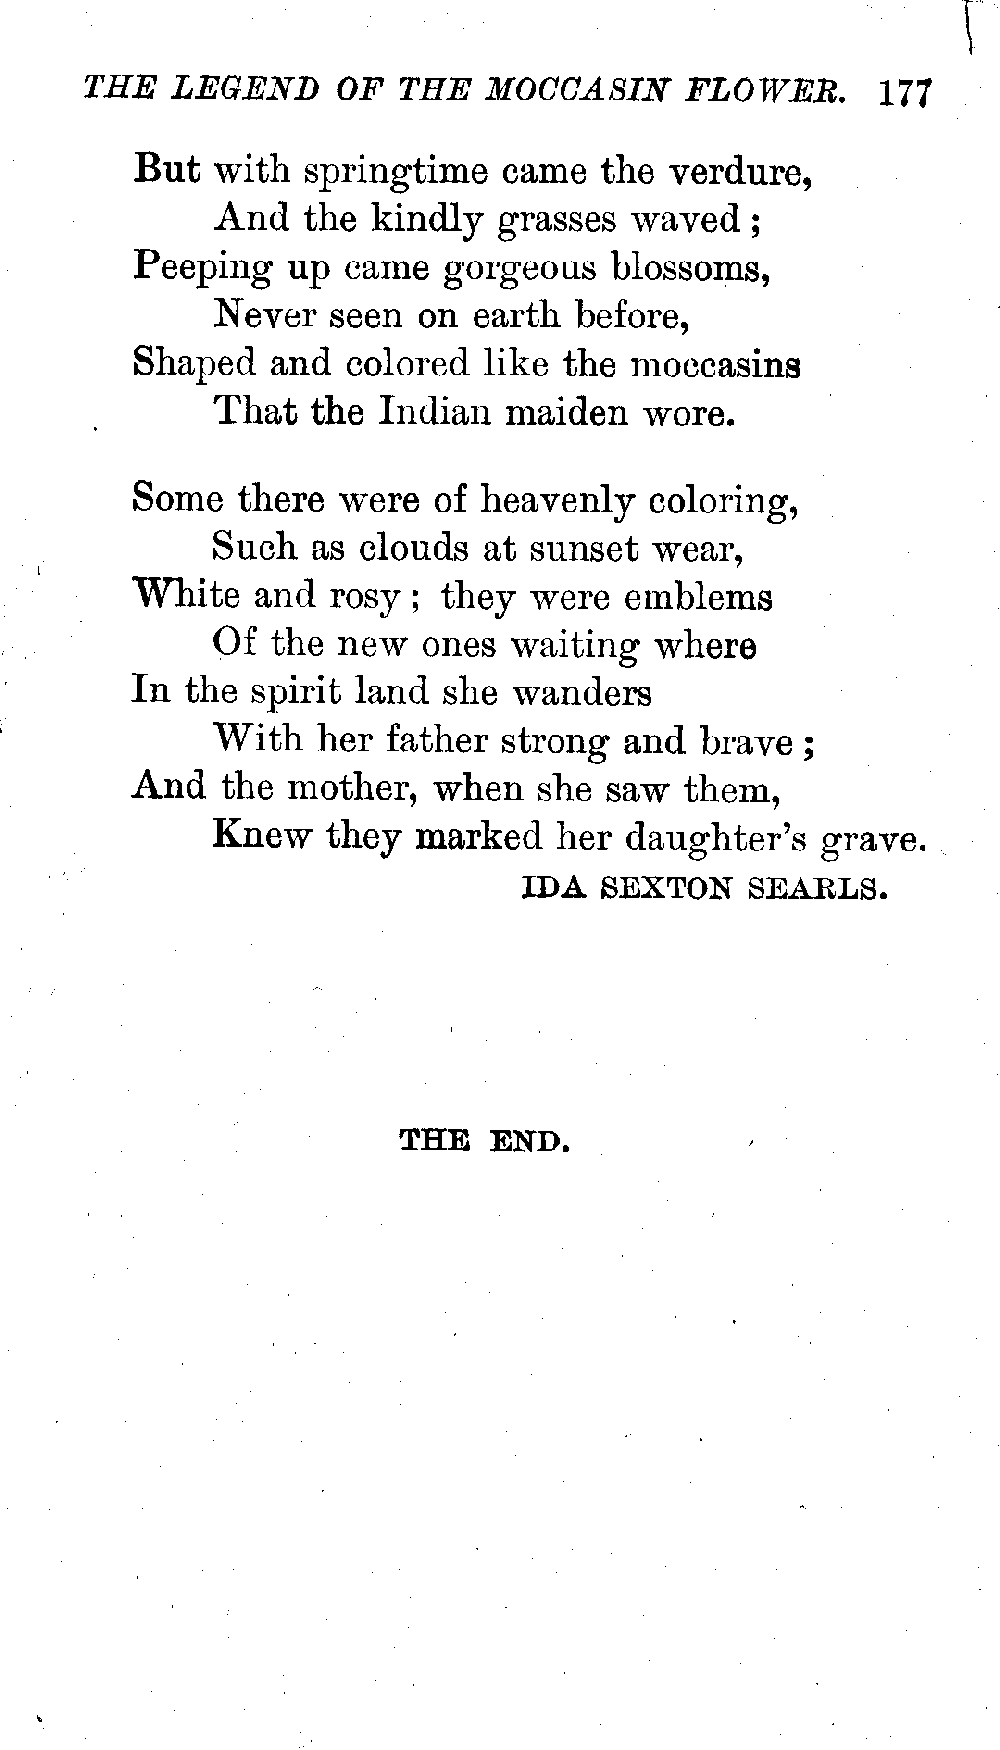 THE LEGEND OF THE MOCCASIN FLOWER. 177
But with springtime came the verdure,
And the kindly grasses waved;
Peeping up came gorgeous blossoms,
Never seen on earth before,
Shaped and colored like the moccasins
That the Indian maiden wore.
Some there were of heavenly coloring,
Such as clouds at sunset wear,
White and rosy; they were emblems
Of the new ones waiting where
In the spirit land she wanders
With her father strong and brave;
And the mother, when she saw them,
Knew they marked her daughter's grave.
IDA SEXTON SEARLS.
THE END.